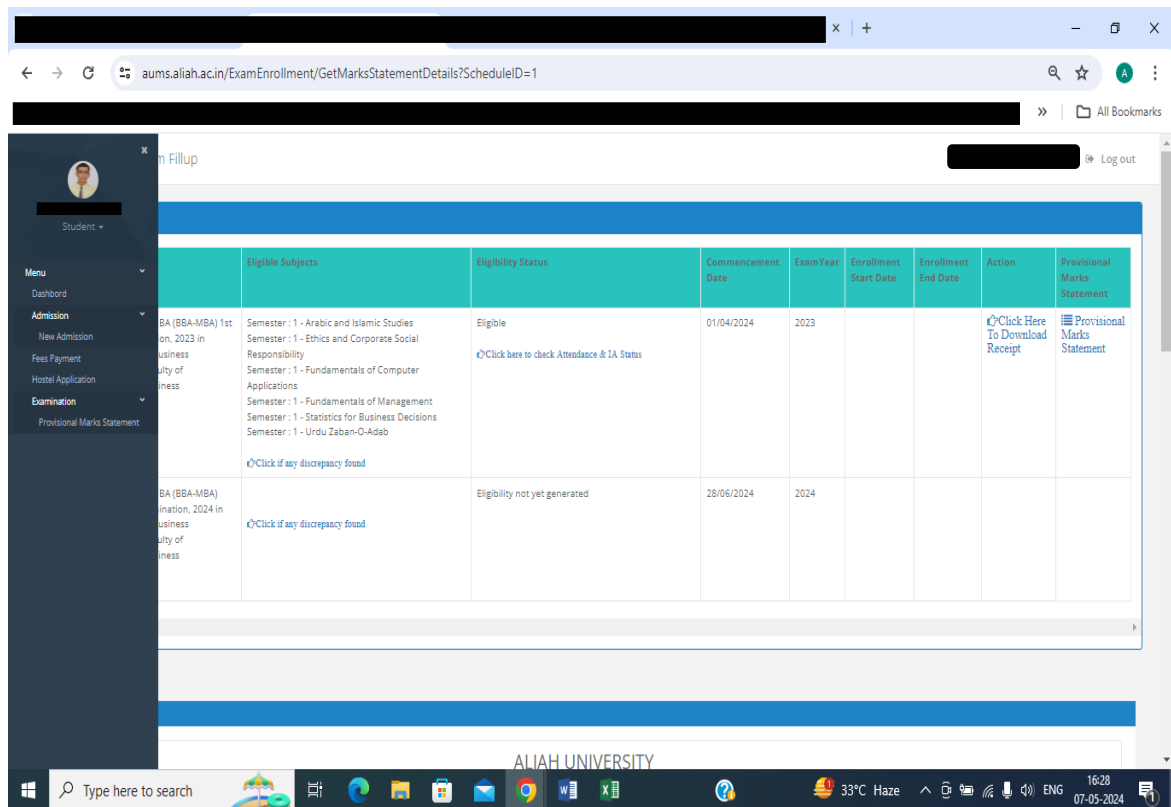 aums.aliah.ac.in/ExamEnrollment/GetMarksStatementDetails?ScheduleID=1
A
All Bookmarks
m Fillup
Log out
Student
Menu
Dashbord
Admission
New Admission
Fees Payment
Hostel Application
Examination
Provisional Marks Statement
Eligible Subjects
Eligibility Status
Commencement
Date
ExamYear
Enrollment
Start Date
Enrollment
End Date
Action
Provisional
Marks
Statement
BA (BBA-MBA) 1st
on, 2023 in
usiness
ulty of
iness
Semester : 1 - Arabic and Islamic Studies
Semester : 1 - Ethics and Corporate Social
Responsibility
Semester : 1 - Fundamentals of Computer
Applications
Semester : 1 - Fundamentals of Management
Semester : 1 - Statistics for Business Decisions
Semester : 1 - Urdu Zaban-O-Adab
Click if any discrepancy found
Eligible
Click here to check Attendance & IA Status
01/04/2024
2023
Click Here
To Download
Receipt
Provisional
Marks
Statement
BA (BBA-MBA)
ination, 2024 in
usiness
ulty of
iness
Click if any discrepancy found
Eligibility not yet generated
28/06/2024
2024
ALIAH UNIVERSITY
Type here to search
33°C Haze
ENG
16:28
07-05-2024